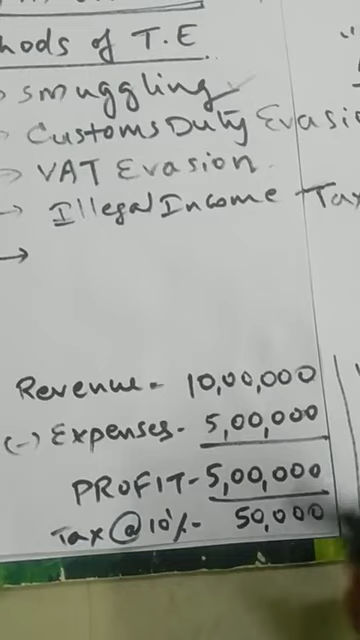 hods of T.E
smuggling
Customs Duty Evasio
VAT Evasion
→ Illegal Income Tax
→
Revenue - 10,00,000
(-) Expenses - 5,00,000
PROFIT - 5,00,000
Tax @ 10% - 50,000